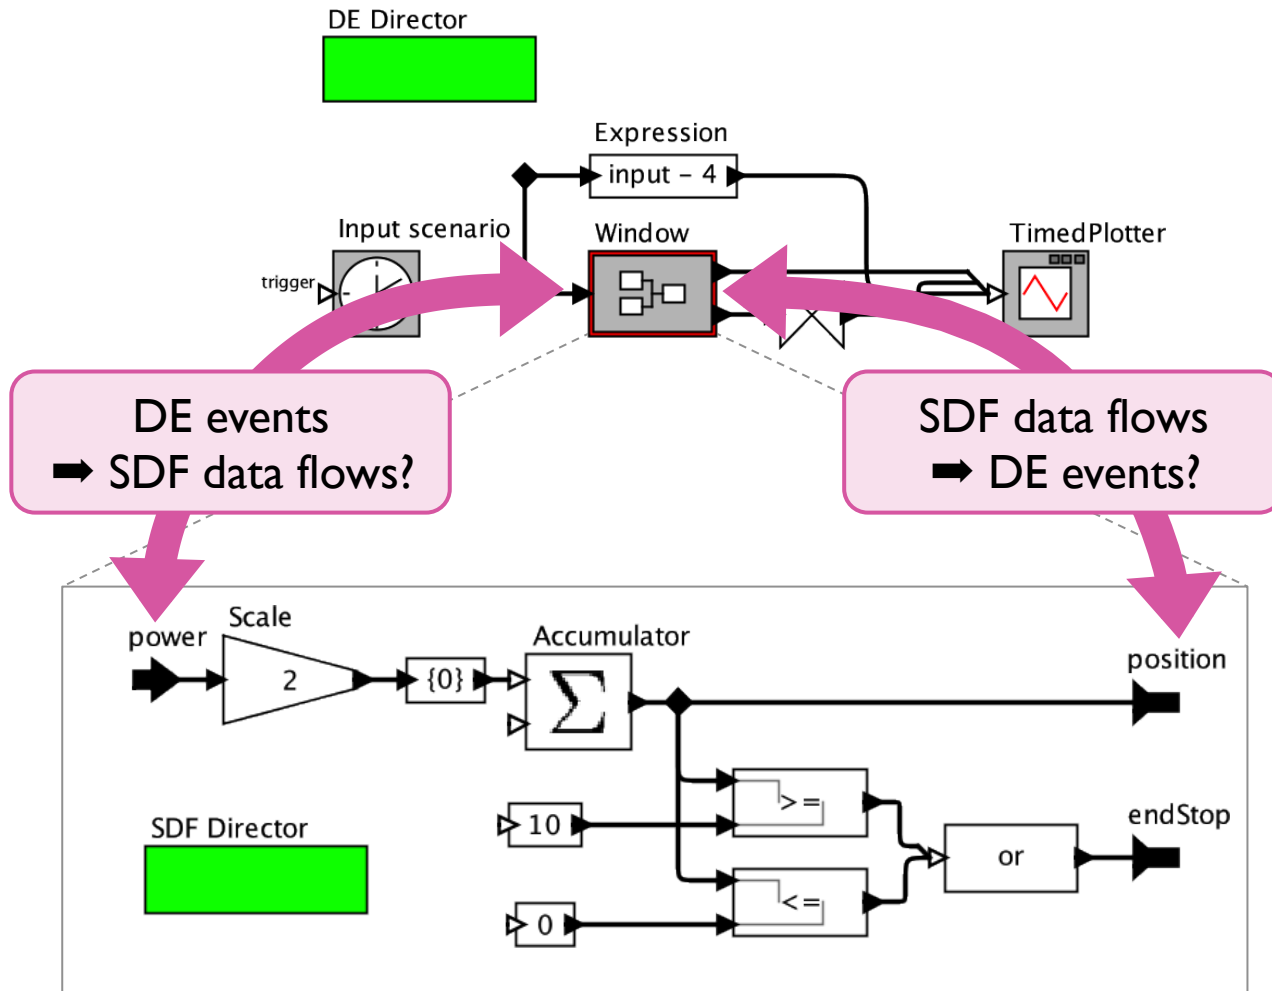 DE Director
Expression
input - 4
Input scenario
Window
TimedPlotter
trigger
DE events
➡ SDF data flows?
SDF data flows
➡ DE events?
power
Scale
2
{0}
Accumulator
Σ
position
>=
10
SDF Director
endStop
or
<=
0